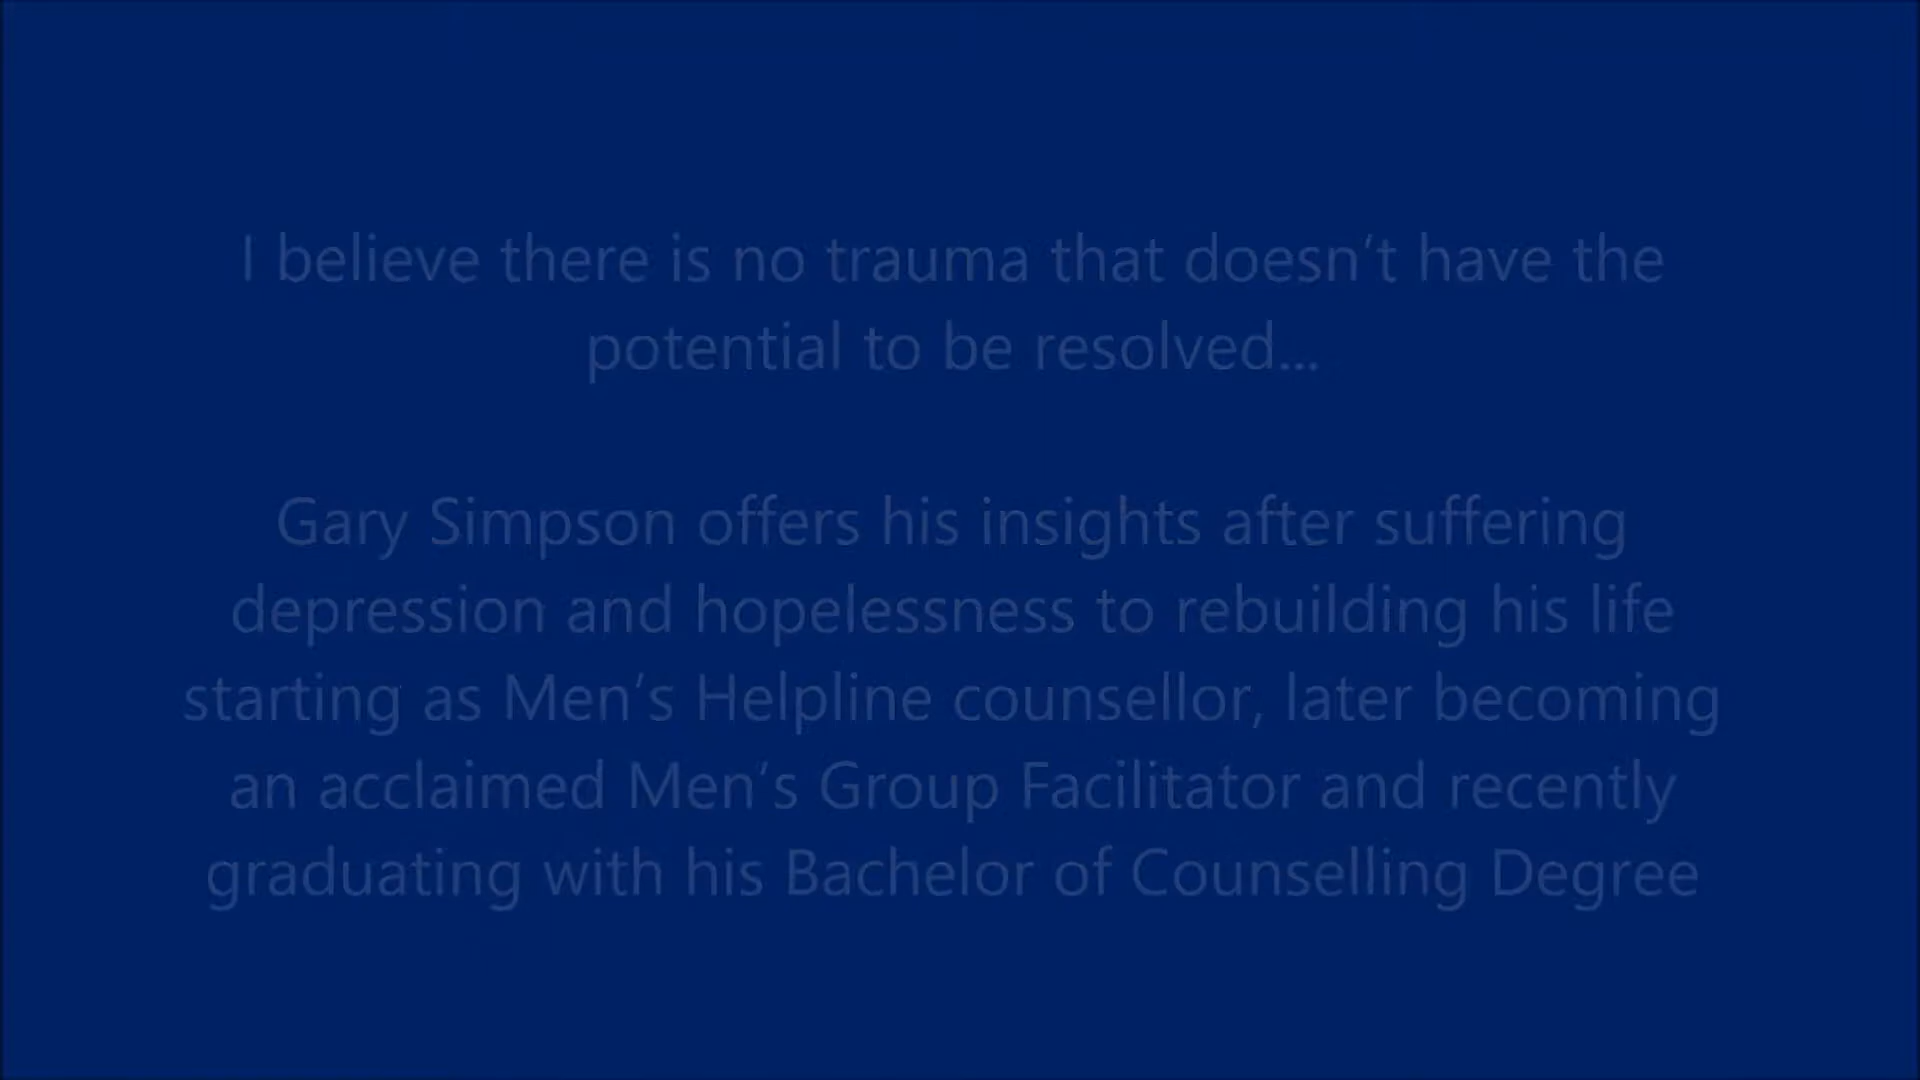 I believe there is no trauma that doesn’t have the
potential to be resolved...
Gary Simpson offers his insights after suffering
depression and hopelessness to rebuilding his life
starting as Men’s Helpline counsellor, later becoming
an acclaimed Men’s Group Facilitator and recently
graduating with his Bachelor of Counselling Degree